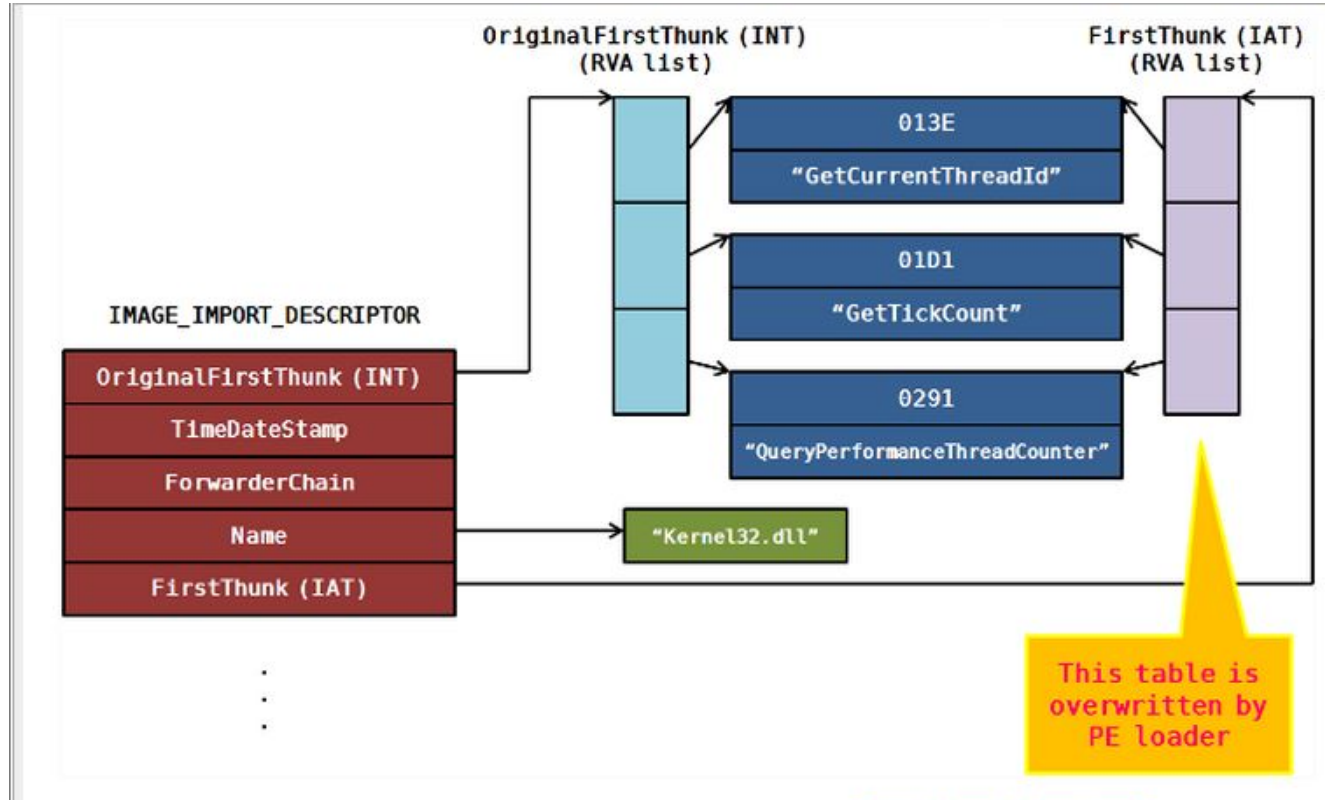 OriginalFirstThunk (INT)
(RVA list)
FirstThunk (IAT)
(RVA list)
013E
“GetCurrentThreadId”
01D1
“GetTickCount”
0291
“QueryPerformanceThreadCounter”
IMAGE_IMPORT_DESCRIPTOR
OriginalFirstThunk (INT)
TimeDateStamp
ForwarderChain
Name
FirstThunk (IAT)
“Kernel32.dll”
This table is
overwritten by
PE loader